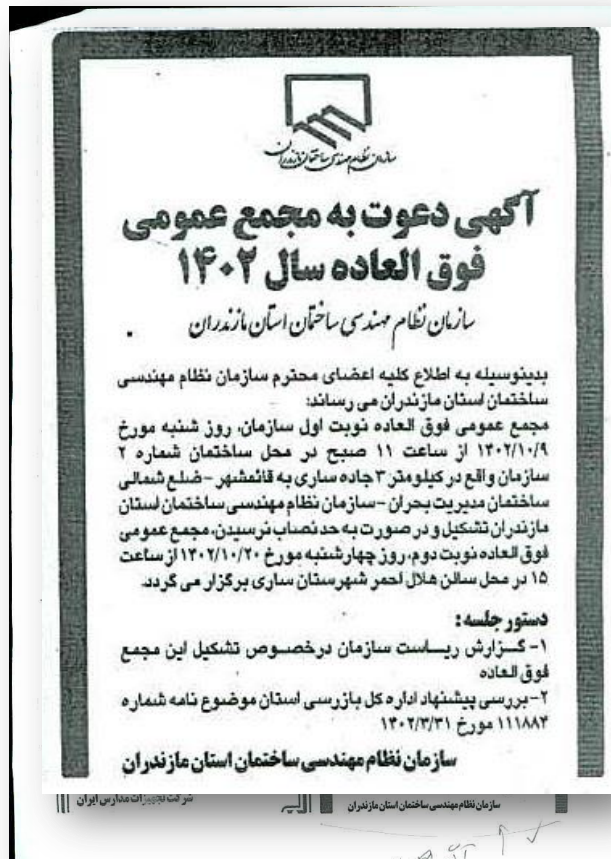 سازمان نظام مهندسی ساختمان مازندران
آگهی دعوت به مجمع عمومی
فوق العاده سال ۱۴۰۲
سازمان نظام مهندسی ساختمان استان مازندران
بدینوسیله به اطلاع کلیه اعضای محترم سازمان نظام مهندسی
ساختمان استان مازندران می رساند:
مجمع عمومی فوق العاده نوبت اول سازمان، روز شنبه مورخ
۱۴۰۲/۱۰/۹ از ساعت ۱۱ صبح در محل ساختمان شماره ۲
سازمان واقع در کیلومتر ۳ جاده ساری به قائمشهر - ضلع شمالی
ساختمان مدیریت بحران - سازمان نظام مهندسی ساختمان استان
مازندران تشکیل و در صورت به حد نصاب نرسیدن، مجمع عمومی
فوق العاده نوبت دوم، روز چهارشنبه مورخ ۱۴۰۲/۱۰/۲۰ از ساعت
۱۵ در محل سالن هلال احمر شهرستان ساری برگزار می گردد.
دستور جلسه:
۱- گزارش ریاست سازمان درخصوص تشکیل این مجمع
فوق العاده
۲- بررسی پیشنهاد اداره کل بازرسی استان موضوع نامه شماره
۱۱۱۸۸۴ مورخ ۱۴۰۲/۳/۳۱
سازمان نظام مهندسی ساختمان استان مازندران
سازمان نظام مهندسی ساختمان استان مازندران
شرکت تجهیزات مدارس ایران